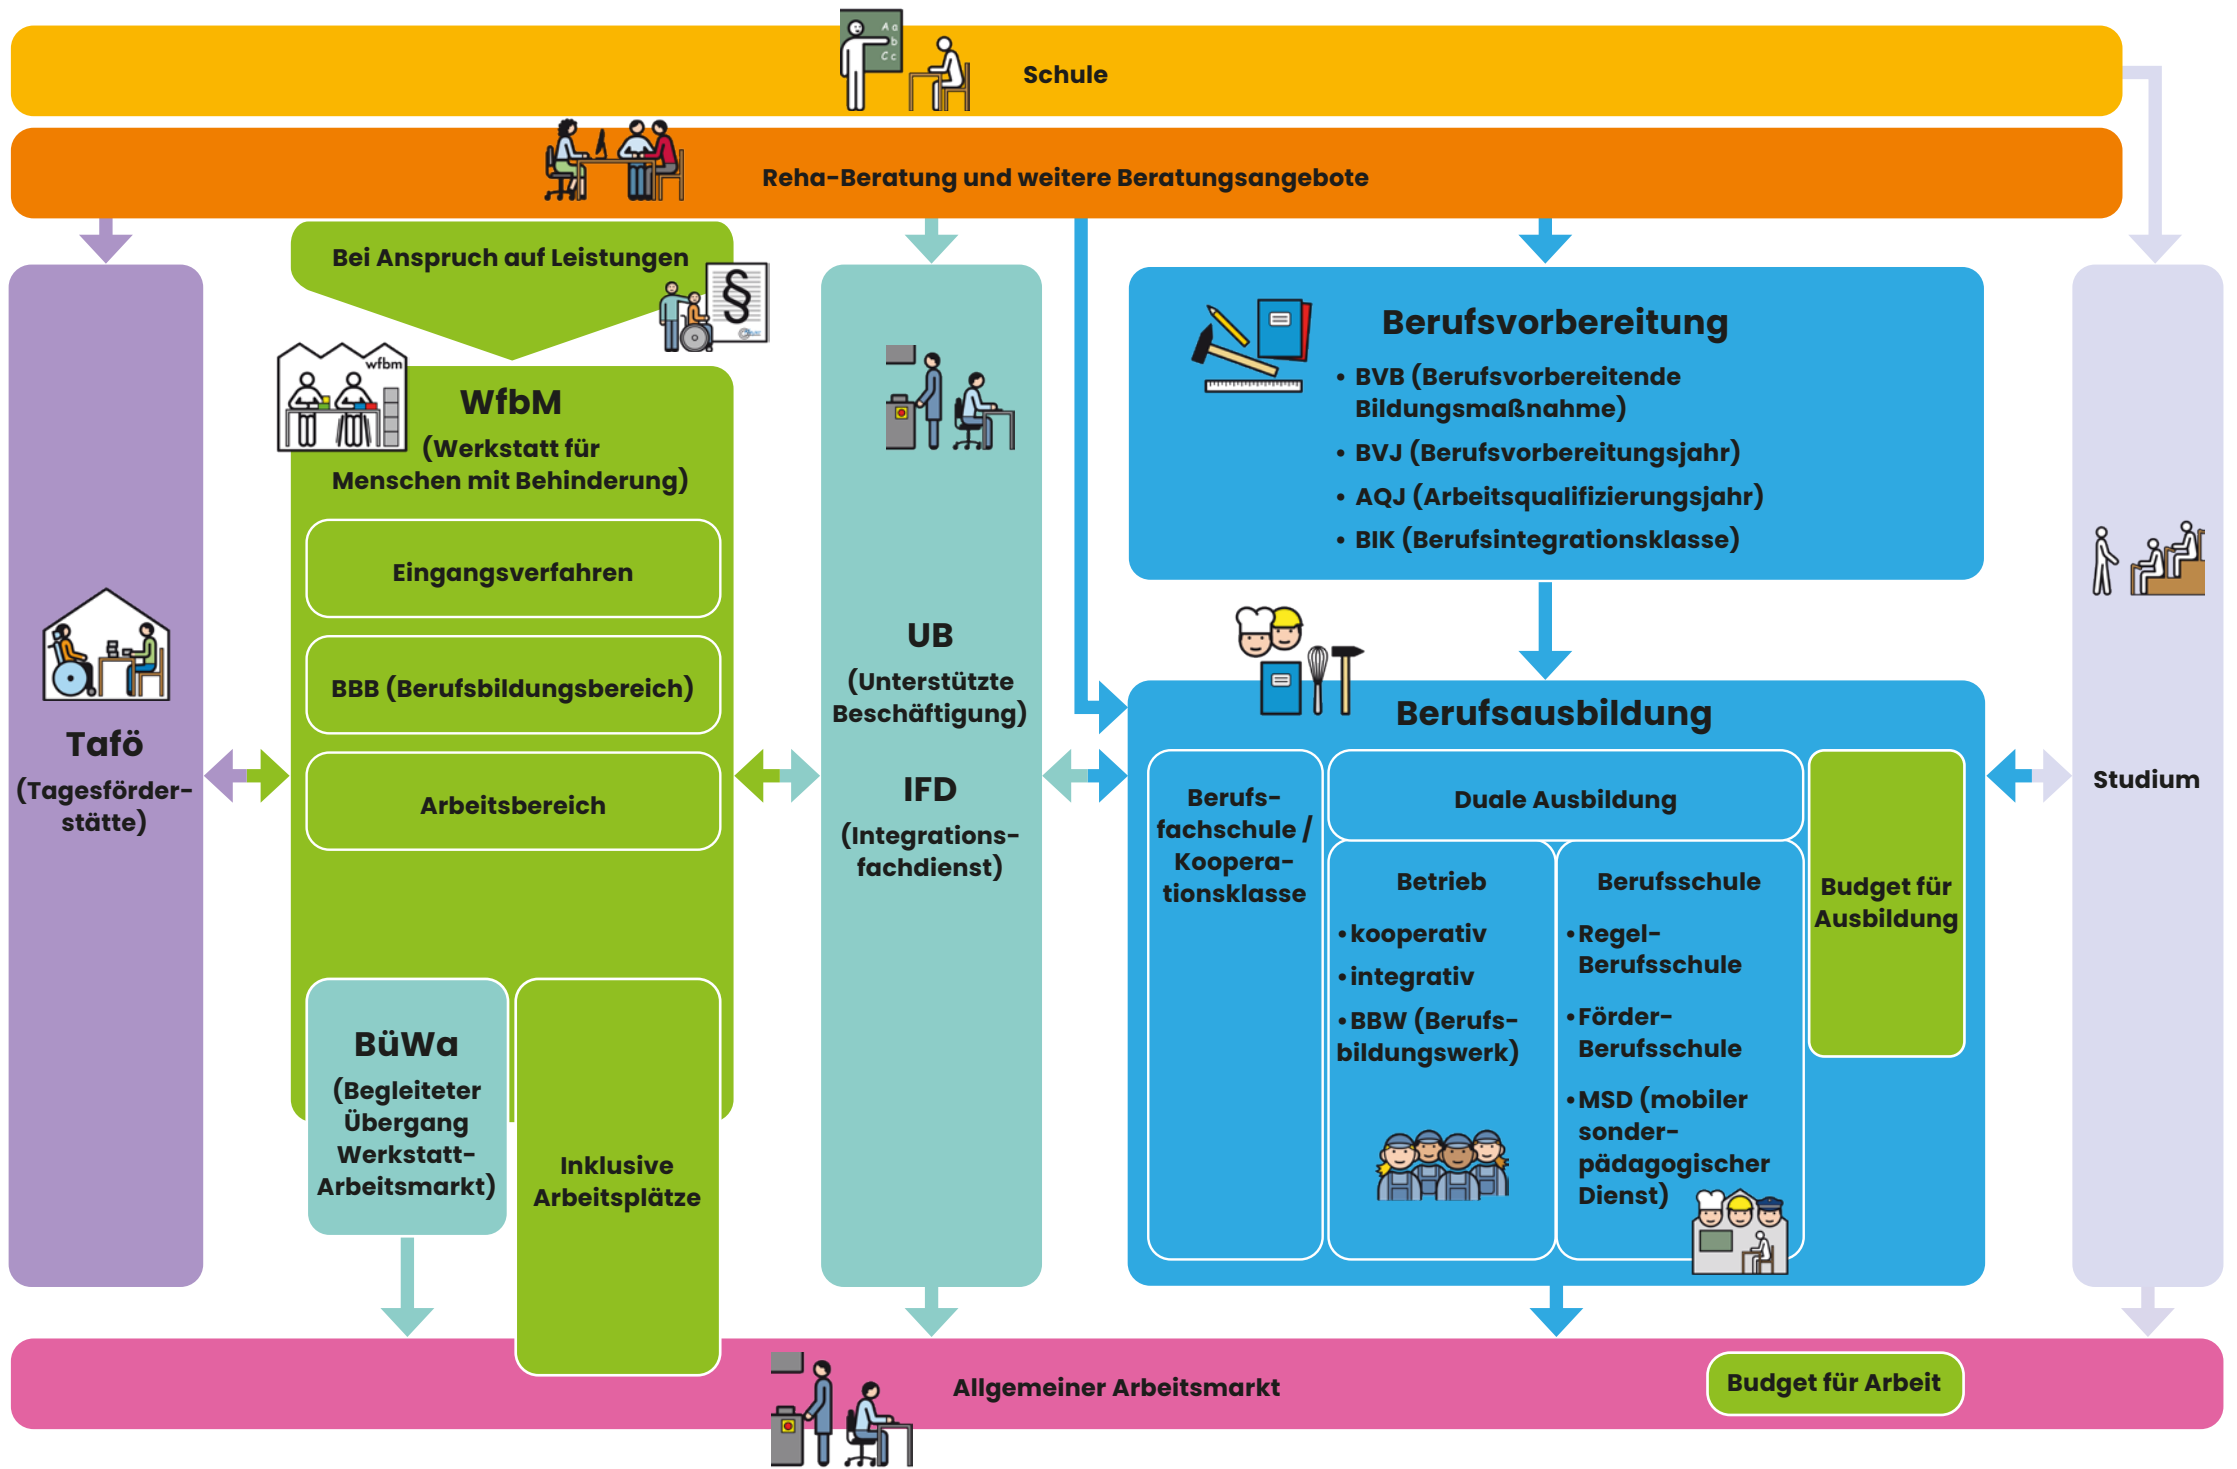 Aa
b
Cc
Schule
Reha-Beratung und weitere Beratungsangebote
Bei Anspruch auf Leistungen
§
wfbm
WfbM
(Werkstatt für
Menschen mit Behinderung)
Eingangsverfahren
BBB (Berufsbildungsbereich)
Arbeitsbereich
BüWa
(Begleiteter
Übergang
Werkstatt-
Arbeitsmarkt)
Inklusive
Arbeitsplätze
Tafö
(Tagesförder-
stätte)
UB
(Unterstützte
Beschäftigung)
IFD
(Integrations-
fachdienst)
Berufsvorbereitung
• BVB (Berufsvorbereitende
Bildungsmaßnahme)
• BVJ (Berufsvorbereitungsjahr)
• AQJ (Arbeitsqualifizierungsjahr)
• BIK (Berufsintegrationsklasse)
Berufsausbildung
Berufs-
fachschule /
Koopera-
tionsklasse
Duale Ausbildung
Betrieb
• kooperativ
• integrativ
• BBW (Berufs-
bildungswerk)
Berufsschule
• Regel-
Berufsschule
• Förder-
Berufsschule
• MSD (mobiler
sonder-
pädagogischer
Dienst)
Budget für
Ausbildung
Studium
Allgemeiner Arbeitsmarkt
Budget für Arbeit